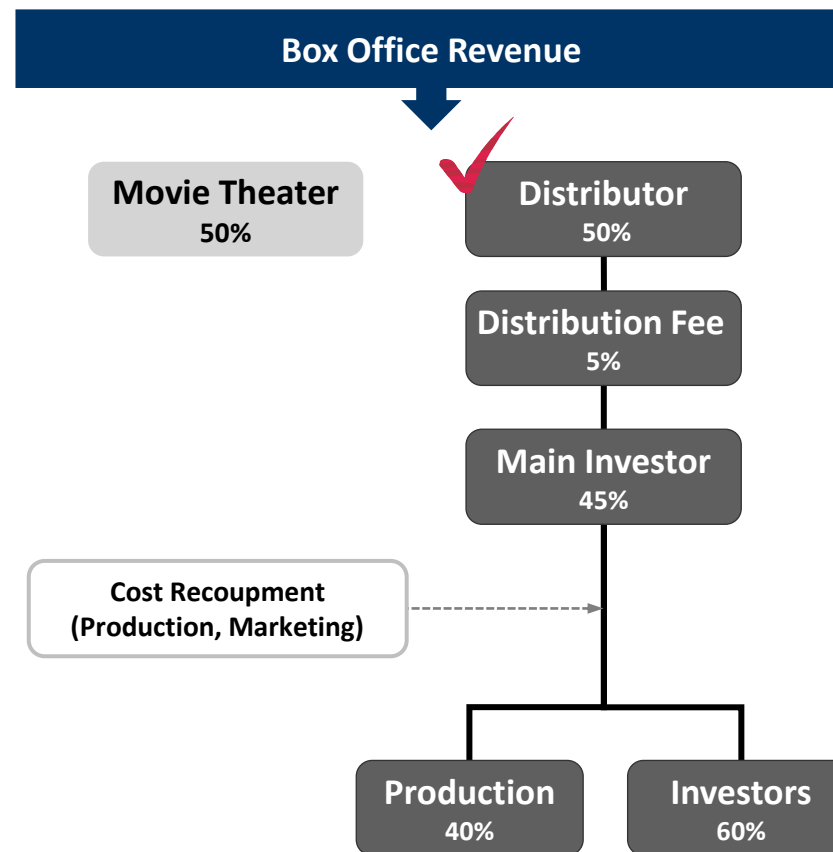 Box Office Revenue
Movie Theater
50%
Distributor
50%
Distribution Fee
5%
Main Investor
45%
Cost Recoupment
(Production, Marketing)
Production
40%
Investors
60%